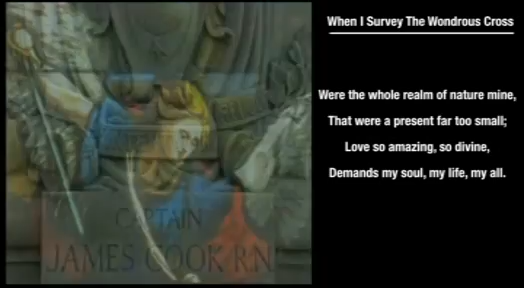 When I Survey The Wondrous Cross
Were the whole realm of nature mine,
That were a present far too small;
Love so amazing, so divine,
Demands my soul, my life, my all.
CAPTAIN
JAMES COOK R.N